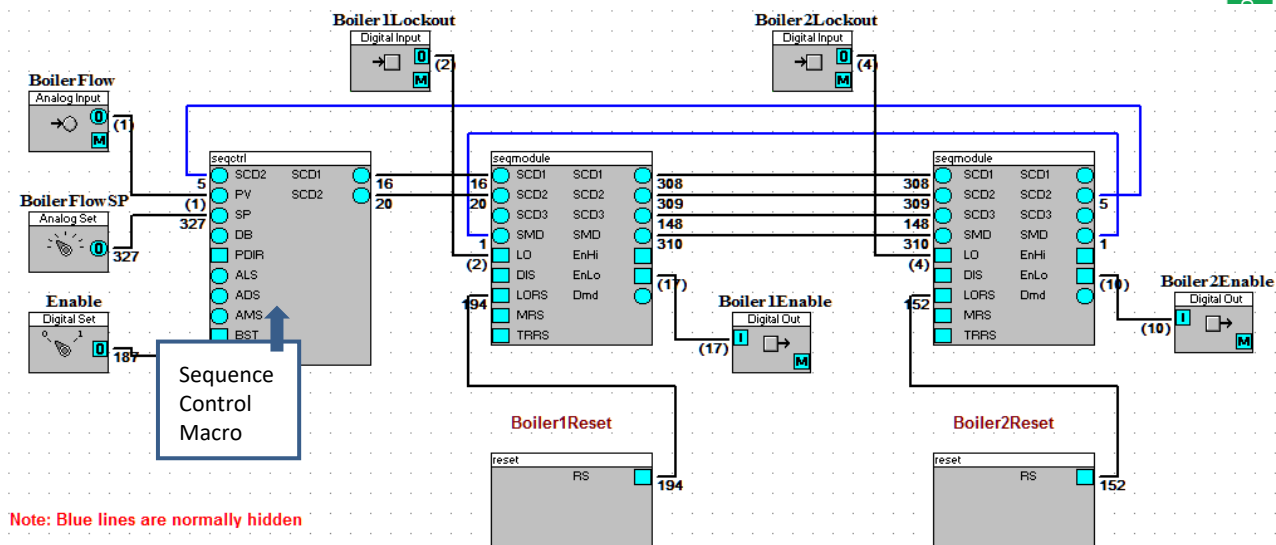 Boiler1Lockout
Digital Input
0
(2)
M
Boiler2Lockout
Digital Input
0
(4)
M
BoilerFlow
Analog Input
0
(1)
M
BoilerFlowSP
Analog Set
0
327
Enable
Digital Set
0 1
0
187
seqctrl
SCD2 SCD1
PV SCD2
SP
DB
PDIR
ALS
ADS
AMS
BST
5
(1)
327
16
20
Sequence
Control
Macro
seqmodule
SCD1 SCD1
SCD2 SCD2
SCD3 SCD3
SMD SMD
LO EnHi
DIS EnLo
LORS Dmd
MRS
TRRS
16
20
1
(2)
194
308
309
148
310
(17)
Boiler1Enable
Digital Out
I
M
(17)
seqmodule
SCD1 SCD1
SCD2 SCD2
SCD3 SCD3
SMD SMD
LO EnHi
DIS EnLo
LORS Dmd
MRS
TRRS
308
309
148
310
(4)
152
5
1
(10)
Boiler2Enable
Digital Out
I
M
(10)
Boiler1Reset
reset
RS
194
Boiler2Reset
reset
RS
152
Note: Blue lines are normally hidden